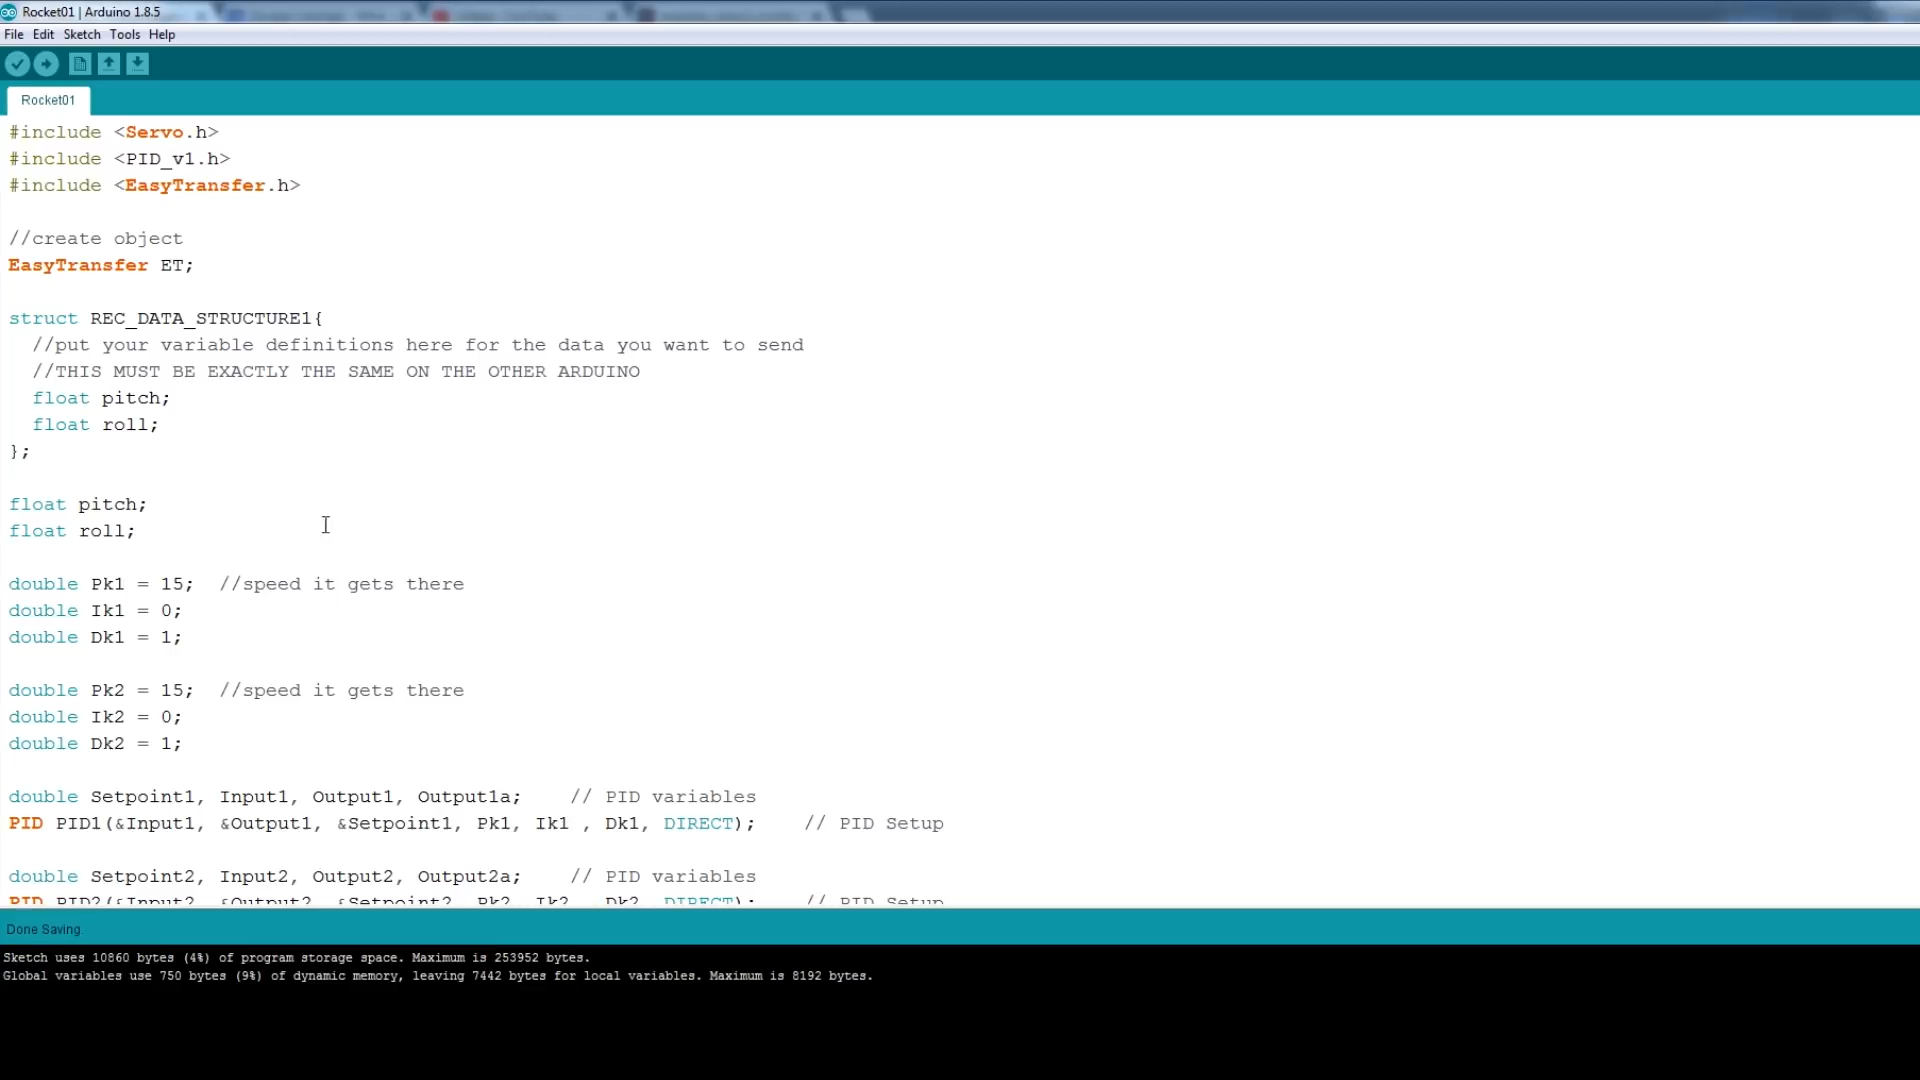 Rocket01 | Arduino 1.8.5
File Edit Sketch Tools Help
Rocket01
#include <Servo.h>
#include <PID_v1.h>
#include <EasyTransfer.h>
//create object
EasyTransfer ET;
struct REC_DATA_STRUCTURE1{
//put your variable definitions here for the data you want to send
//THIS MUST BE EXACTLY THE SAME ON THE OTHER ARDUINO
float pitch;
float roll;
};
float pitch;
float roll;
double Pk1 = 15;  //speed it gets there
double Ik1 = 0;
double Dk1 = 1;
double Pk2 = 15;  //speed it gets there
double Ik2 = 0;
double Dk2 = 1;
double Setpoint1, Input1, Output1, Output1a;    // PID variables
PID PID1(&Input1, &Output1, &Setpoint1, Pk1, Ik1 , Dk1, DIRECT);    // PID Setup
double Setpoint2, Input2, Output2, Output2a;    // PID variables
PID PID2(&Input2, &Output2, &Setpoint2, Pk2, Ik2 , Dk2, DIRECT);    // PID Setup
Done Saving.
Sketch uses 10860 bytes (4%) of program storage space. Maximum is 253952 bytes.
Global variables use 750 bytes (9%) of dynamic memory, leaving 7442 bytes for local variables. Maximum is 8192 bytes.